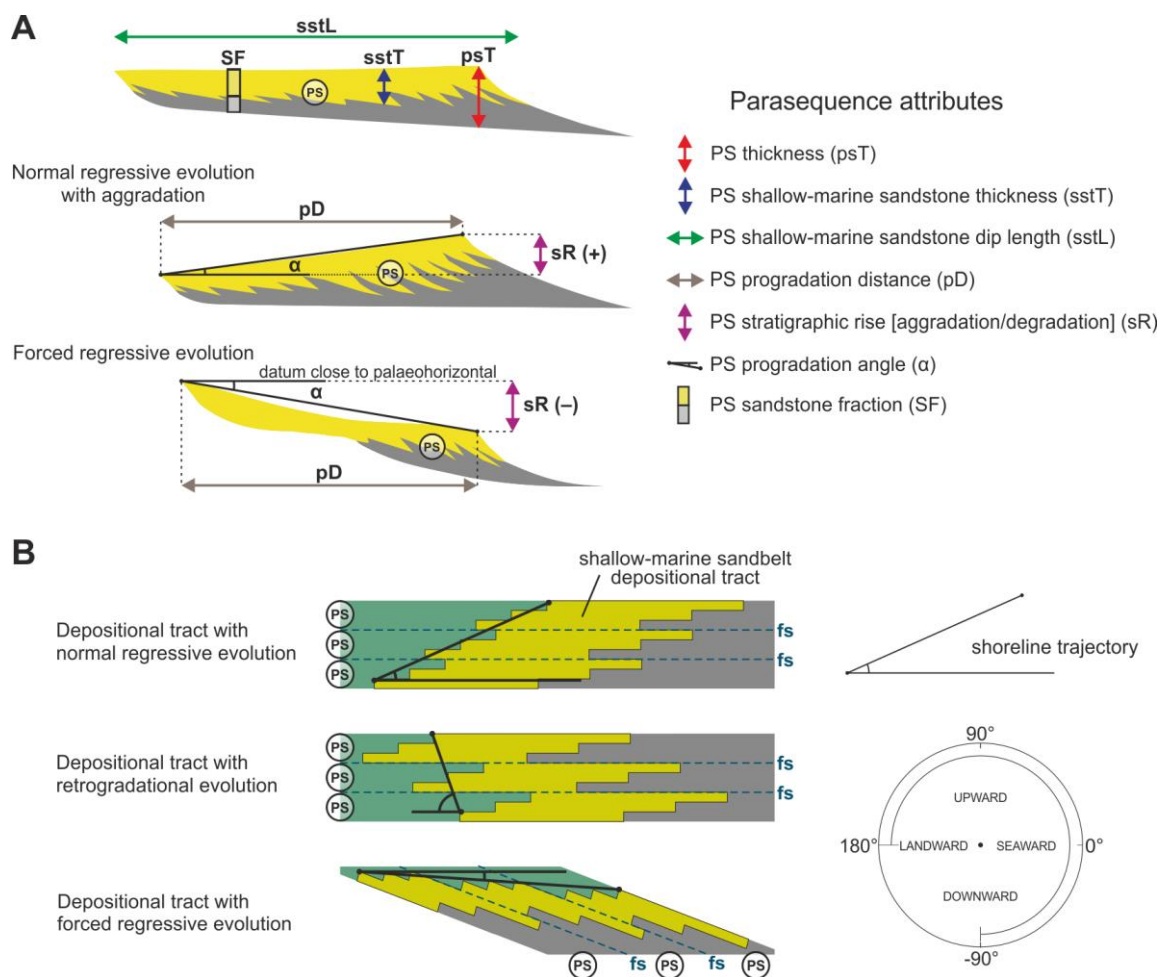 A
sstL
SF
sstT
psT
PS
Normal regressive evolution
with aggradation
pD
α
PS
sR (+)
Forced regressive evolution
datum close to palaeohorizontal
α
sR (–)
PS
pD
Parasequence attributes
PS thickness (psT)
PS shallow-marine sandstone thickness (sstT)
PS shallow-marine sandstone dip length (sstL)
PS progradation distance (pD)
PS stratigraphic rise [aggradation/degradation] (sR)
PS progradation angle (α)
PS sandstone fraction (SF)
B
shallow-marine sandbelt
depositional tract
Depositional tract with
normal regressive evolution
PS
PS
PS
fs
fs
shoreline trajectory
Depositional tract with
retrogradational evolution
PS
PS
PS
fs
fs
Depositional tract with
forced regressive evolution
PS
fs
PS
fs
PS
90°
UPWARD
180°
LANDWARD
SEAWARD
0°
DOWNWARD
-90°